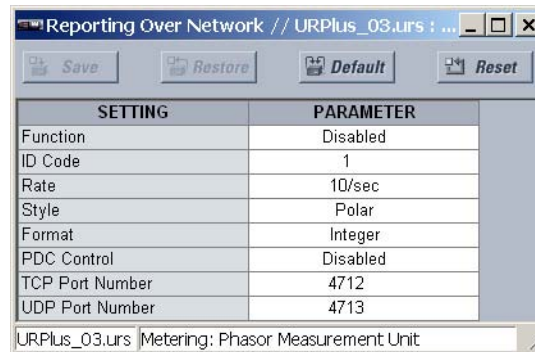 Reporting Over Network // URPlus_03.urs : ...
Save Restore Default Reset
SETTING PARAMETER
Function Disabled
ID Code 1
Rate 10/sec
Style Polar
Format Integer
PDC Control Disabled
TCP Port Number 4712
UDP Port Number 4713
URPlus_03.urs Metering: Phasor Measurement Unit